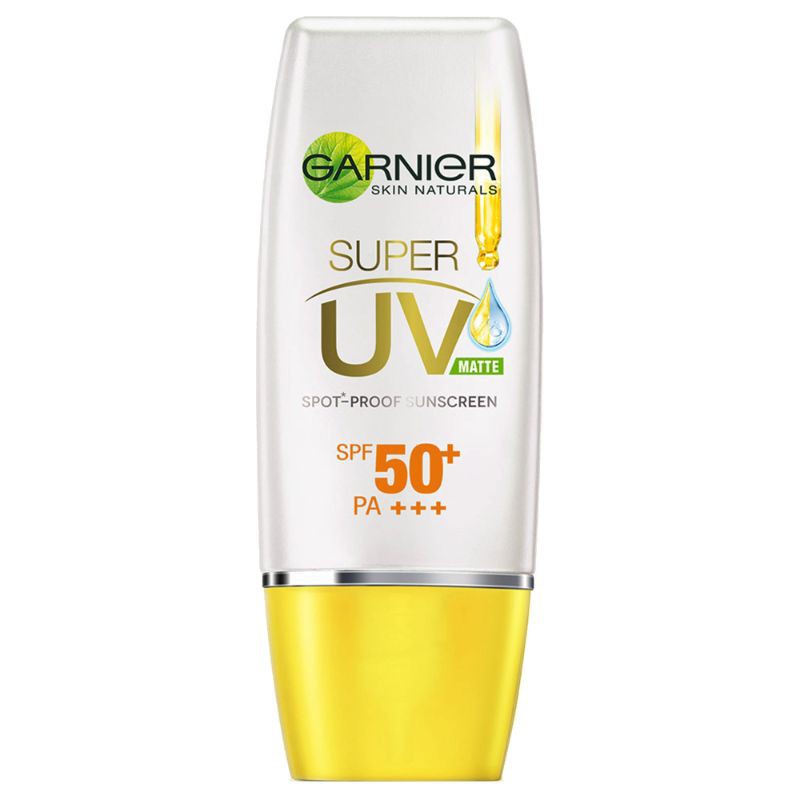 GARNIER
SKIN NATURALS
SUPER
UV
MATTE
SPOT*-PROOF SUNSCREEN
SPF 50+
PA +++